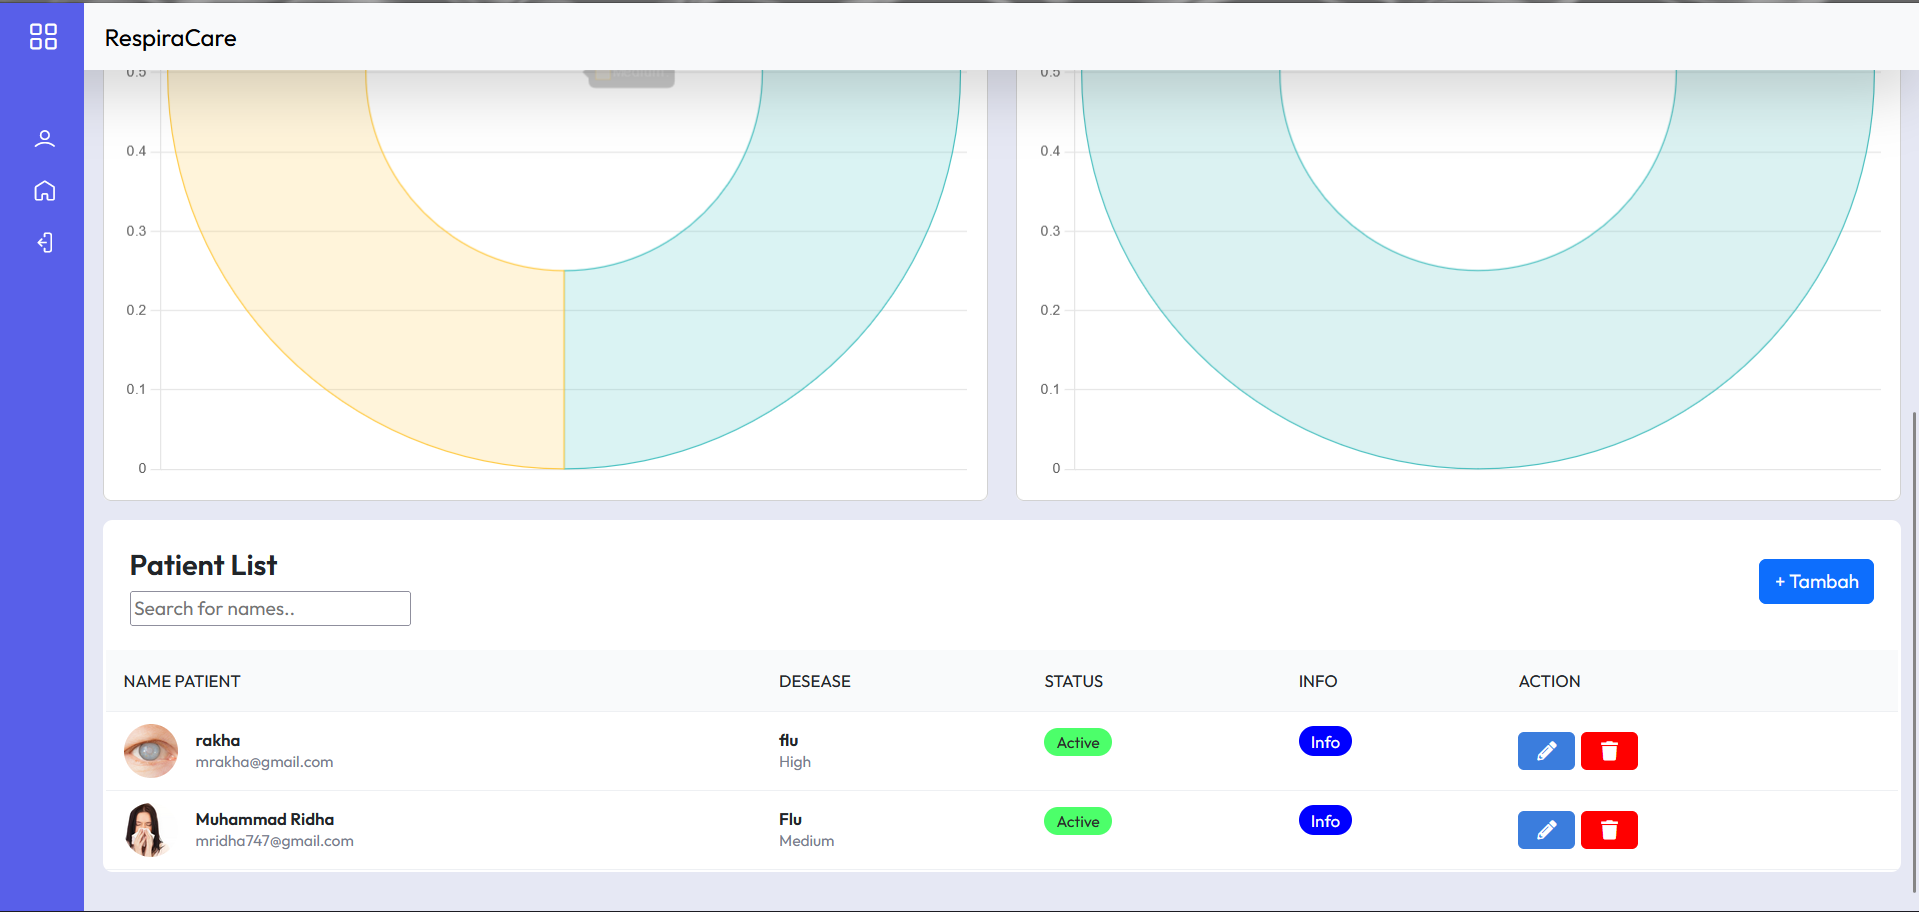 RespiraCare
0.5
0.4
0.3
0.2
0.1
0
0.5
0.4
0.3
0.2
0.1
0
Patient List
Search for names..
+ Tambah
NAME PATIENT DESEASE STATUS INFO ACTION
rakha flu Active Info
mrakha@gmail.com High
Muhammad Ridha Flu Active Info
mridha747@gmail.com Medium